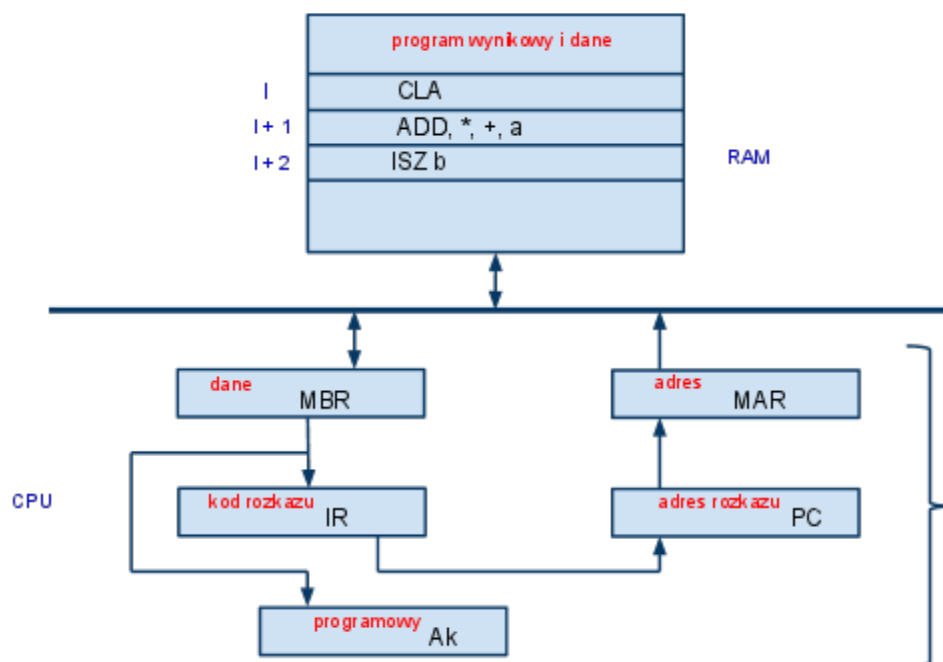 program wynikowy i dane
I CLA
I + 1 ADD, *, +, a
I + 2 ISZ b
RAM
dane MBR
adres MAR
CPU
kod rozkazu IR
adres rozkazu PC
programowy Ak